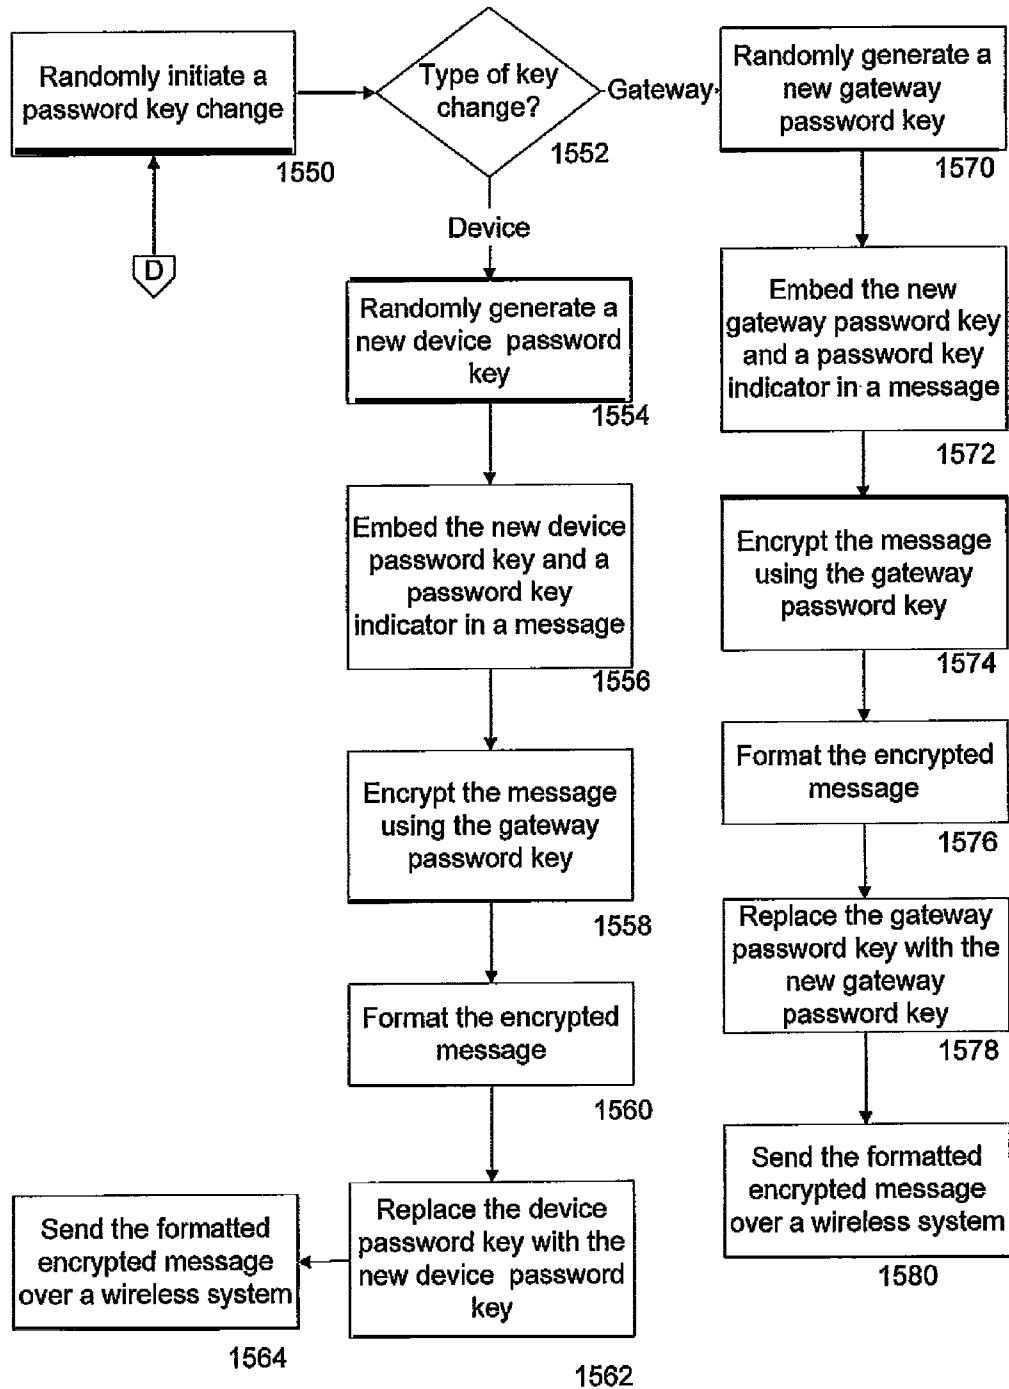 Randomly initiate a
password key change
1550
D
Type of key
change?
1552
Gateway
Device
Randomly generate a
new device password
key
1554
Embed the new device
password key and a
password key
indicator in a message
1556
Encrypt the message
using the gateway
password key
1558
Format the encrypted
message
1560
Replace the device
password key with the
new device password
key
1562
Send the formatted
encrypted message
over a wireless system
1564
Randomly generate a
new gateway
password key
1570
Embed the new
gateway password key
and a password key
indicator in a message
1572
Encrypt the message
using the gateway
password key
1574
Format the encrypted
message
1576
Replace the gateway
password key with the
new gateway
password key
1578
Send the formatted
encrypted message
over a wireless system
1580